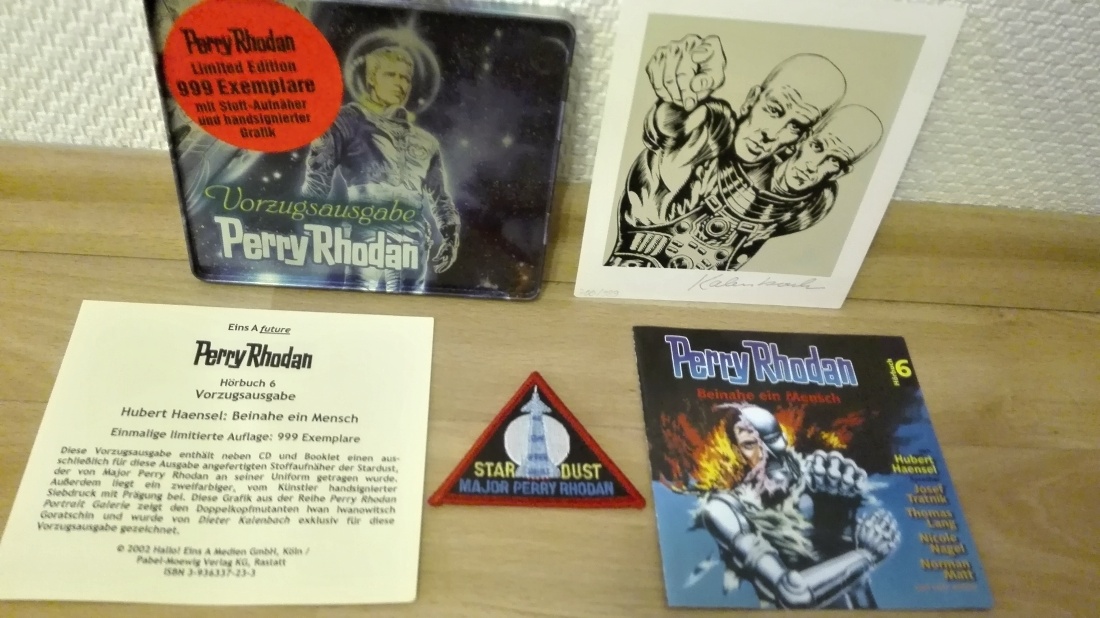 Perry Rhodan
Limited Edition
999 Exemplare
mit Stoff-Aufnäher
und handsignierter
Grafik
Vorzugsausgabe
Perry Rhodan
Kalenbach
Eins A future
Perry Rhodan
Hörbuch 6
Vorzugsausgabe
Hubert Haensel: Beinahe ein Mensch
Einmalige limitierte Auflage: 999 Exemplare
Diese Vorzugsausgabe enthält neben CD und Booklet einen aus-
schließlich für diese Ausgabe angefertigten Stoffaufnäher der Stardust,
der von Major Perry Rhodan an seiner Uniform getragen wurde.
Außerdem liegt ein zweifarbiger, vom Künstler handsignierter
Siebdruck mit Prägung bei. Diese Grafik aus der Reihe Perry Rhodan
Portrait Galerie zeigt den Doppelkopfmutanten Iwan Iwanowitsch
Goratschin und wurde von Dieter Kalenbach exklusiv für diese
Vorzugsausgabe gezeichnet.
© 2002 Hallo! Eins A Medien GmbH, Köln /
Pabel-Moewig Verlag KG, Rastatt
ISBN 3-936337-23-3
STAR DUST
MAJOR PERRY RHODAN
Perry Rhodan
Hörbuch 6
Beinahe ein Mensch
Hubert
Haensel
Josef
Tratnik
Thomas
Lang
Nicole
Nagel
Norman
Matt